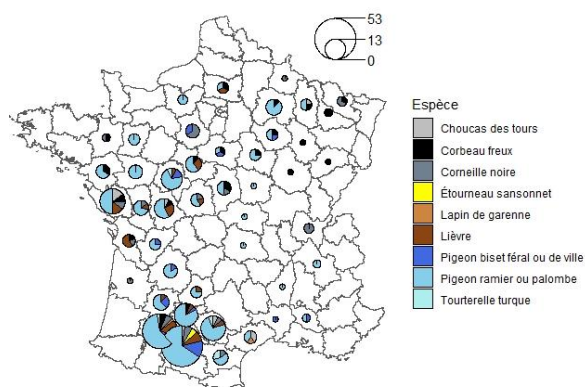 53
13
0
Espèce
Choucas des tours
Corbeau freux
Corneille noire
Étourneau sansonnet
Lapin de garenne
Lièvre
Pigeon biset féral ou de ville
Pigeon ramier ou palombe
Tourterelle turque